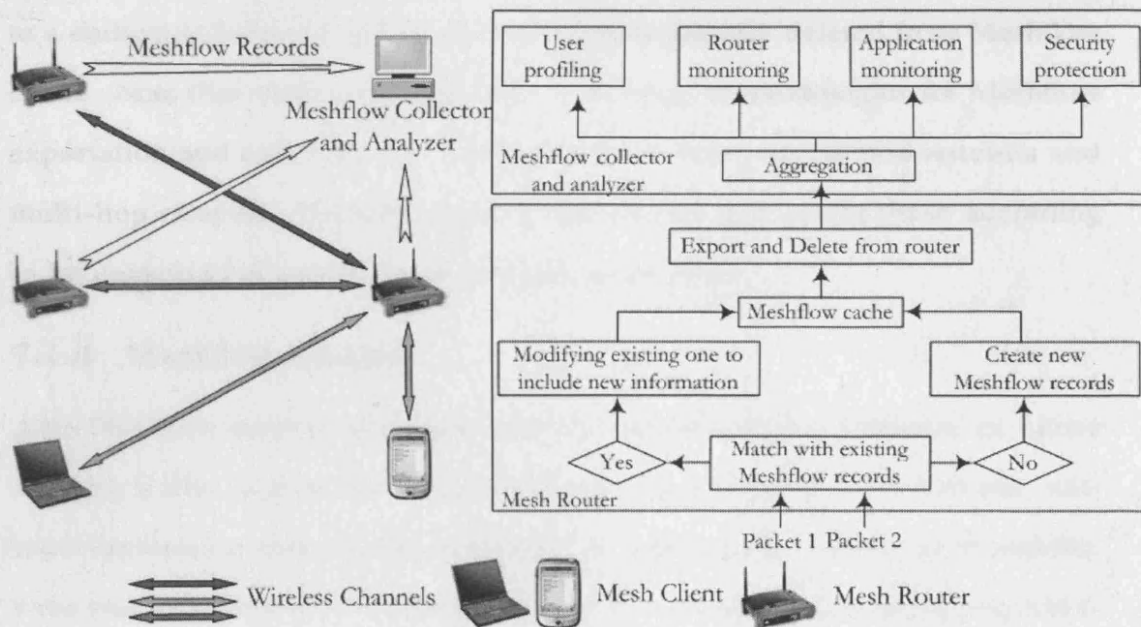 Meshflow Records
Meshflow Collector
and Analyzer
User
profiling
Router
monitoring
Application
monitoring
Security
protection
Meshflow collector
and analyzer
Aggregation
Export and Delete from router
Meshflow cache
Modifying existing one to
include new information
Create new
Meshflow records
Yes
Match with existing
Meshflow records
No
Mesh Router
Packet 1 Packet 2
Wireless Channels
Mesh Client
Mesh Router